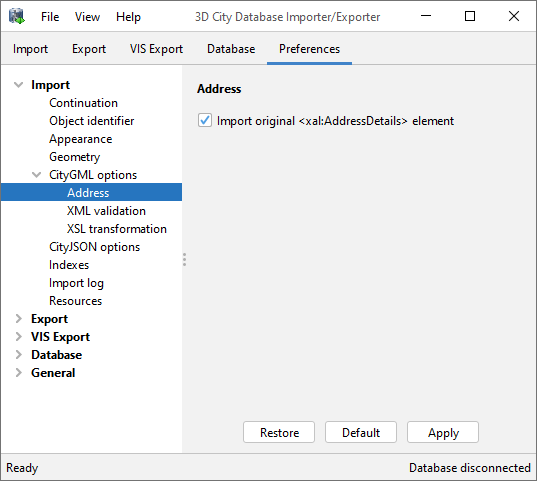 File View Help 3D City Database Importer/Exporter
Import Export VIS Export Database Preferences
Import
Continuation
Object identifier
Appearance
Geometry
CityGML options
Address
XML validation
XSL transformation
CityJSON options
Indexes
Import log
Resources
Export
VIS Export
Database
General
Address
Import original <xal:AddressDetails> element
Restore Default Apply
Ready Database disconnected